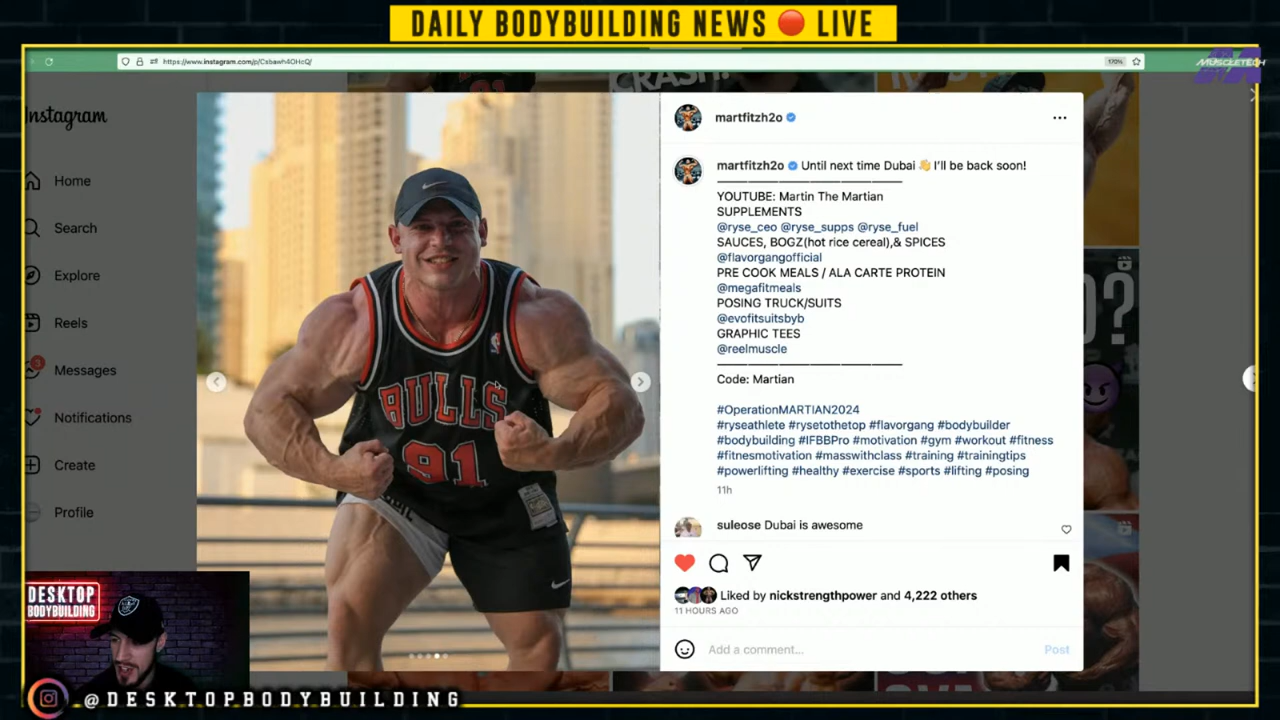 DAILY BODYBUILDING NEWS 🔴 LIVE
https://www.instagram.com/p/Cxbawh4OHcQ/
170%
MUSCLETECH
Instagram
Home
Search
Explore
Reels
3
Messages
Notifications
Create
Profile
BULLS
91
martfitzh2o
martfitzh2o Until next time Dubai 👋 I'll be back soon!
YOUTUBE: Martin The Martian
SUPPLEMENTS
@ryse_ceo @ryse_supps @ryse_fuel
SAUCES, BOGZ(hot rice cereal),& SPICES
@flavorgangofficial
PRE COOK MEALS / ALA CARTE PROTEIN
@megafitmeals
POSING TRUCK/SUITS
@evofitsuitsbyb
GRAPHIC TEES
@reelmuscle
Code: Martian
#OperationMARTIAN2024
#ryseathlete #rysetothetop #flavorgang #bodybuilder
#bodybuilding #IFBBPro #motivation #gym #workout #fitness
#fitnesmotivation #masswithclass #training #trainingtips
#powerlifting #healthy #exercise #sports #lifting #posing
11h
suleose Dubai is awesome
Liked by nickstrengthpower and 4,222 others
11 HOURS AGO
Add a comment...
Post
DESKTOP
BODYBUILDING
@DESKTOPBODYBUILDING